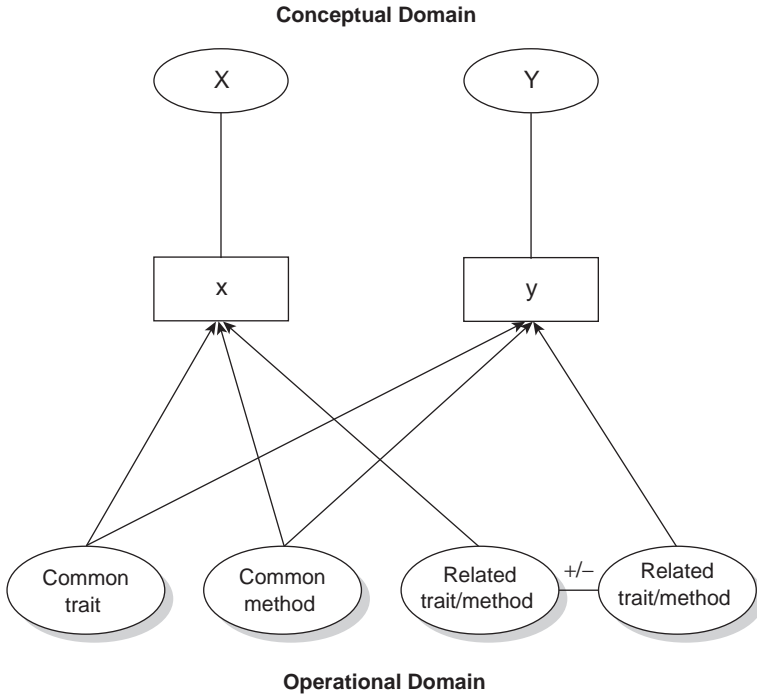 Conceptual Domain
X
Y
x
y
Common
trait
Common
method
Related
trait/method
+/−
Related
trait/method
Operational Domain